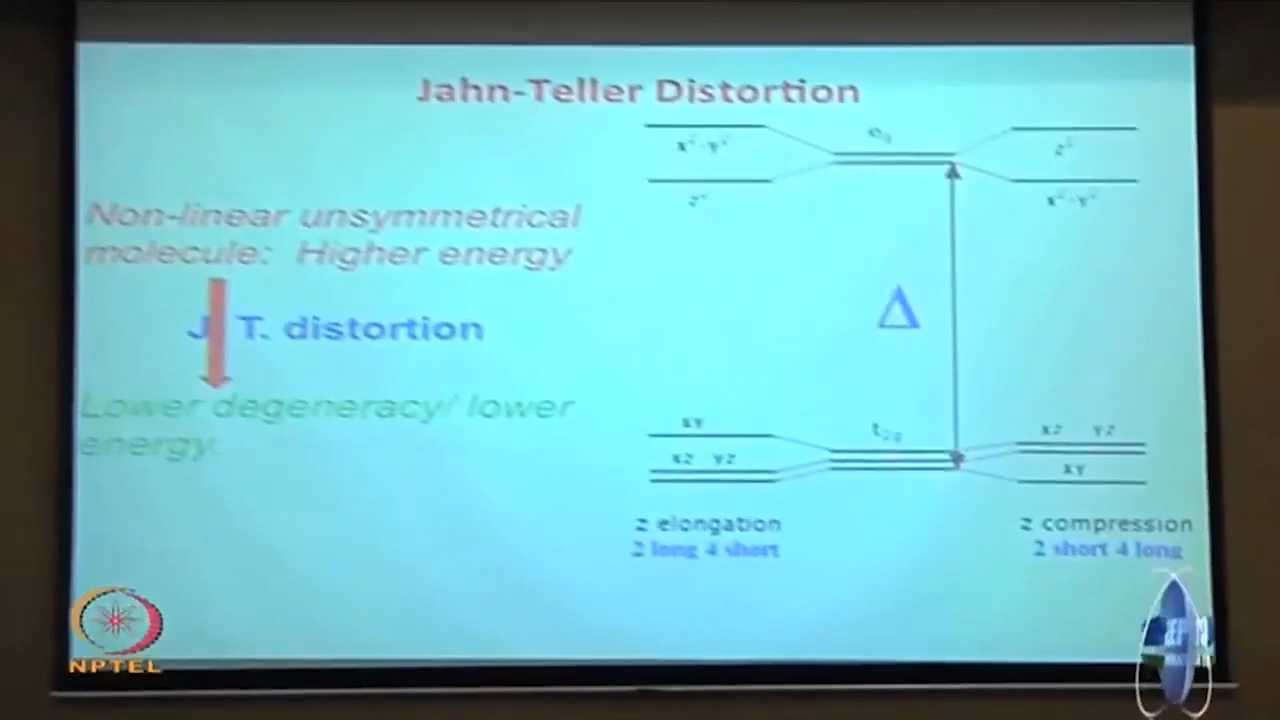 Jahn-Teller Distortion
Non-linear unsymmetrical
molecule: Higher energy
J T. distortion
Lower degeneracy/ lower
energy.
x²-y²
z²
e₉
z²
x²-y²
Δ
xy
xz yz
t₂g
xz yz
xy
z elongation
2 long 4 short
z compression
2 short 4 long
NPTEL